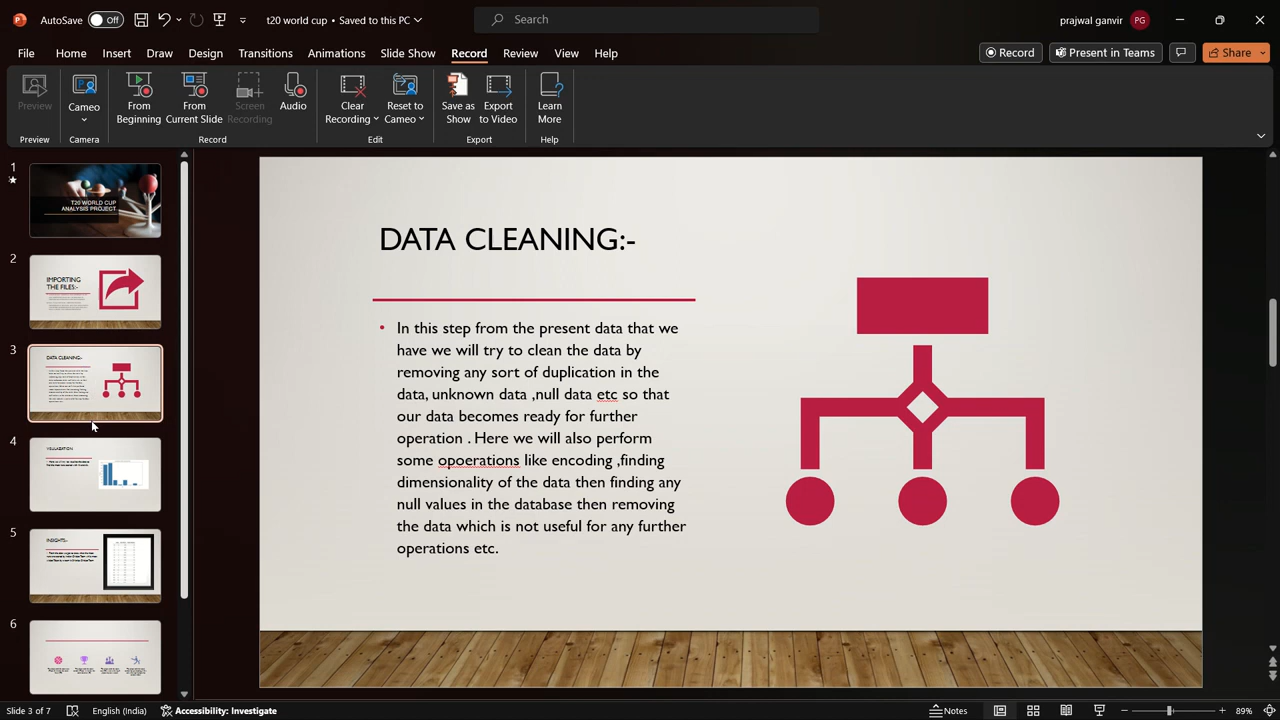 AutoSave Off t20 world cup • Saved to this PC Search prajwal ganvir PG
File Home Insert Draw Design Transitions Animations Slide Show Record Review View Help Record Present in Teams Share
Preview Cameo From Beginning From Current Slide Screen Recording Audio Clear Recording Reset to Cameo Save as Show Export to Video Learn More
Preview Camera Record Edit Export Help
1
T20 WORLD CUP
ANALYSIS PROJECT
2
IMPORTING
THE FILES:-
3
DATA CLEANING:-
4
5
INSIGHTS:-
6
DATA CLEANING:-
• In this step from the present data that we
have we will try to clean the data by
removing any sort of duplication in the
data, unknown data ,null data etc so that
our data becomes ready for further
operation . Here we will also perform
some opoerations like encoding ,finding
dimensionality of the data then finding any
null values in the database then removing
the data which is not useful for any further
operations etc.
Slide 3 of 7 English (India) Accessibility: Investigate Notes 89%